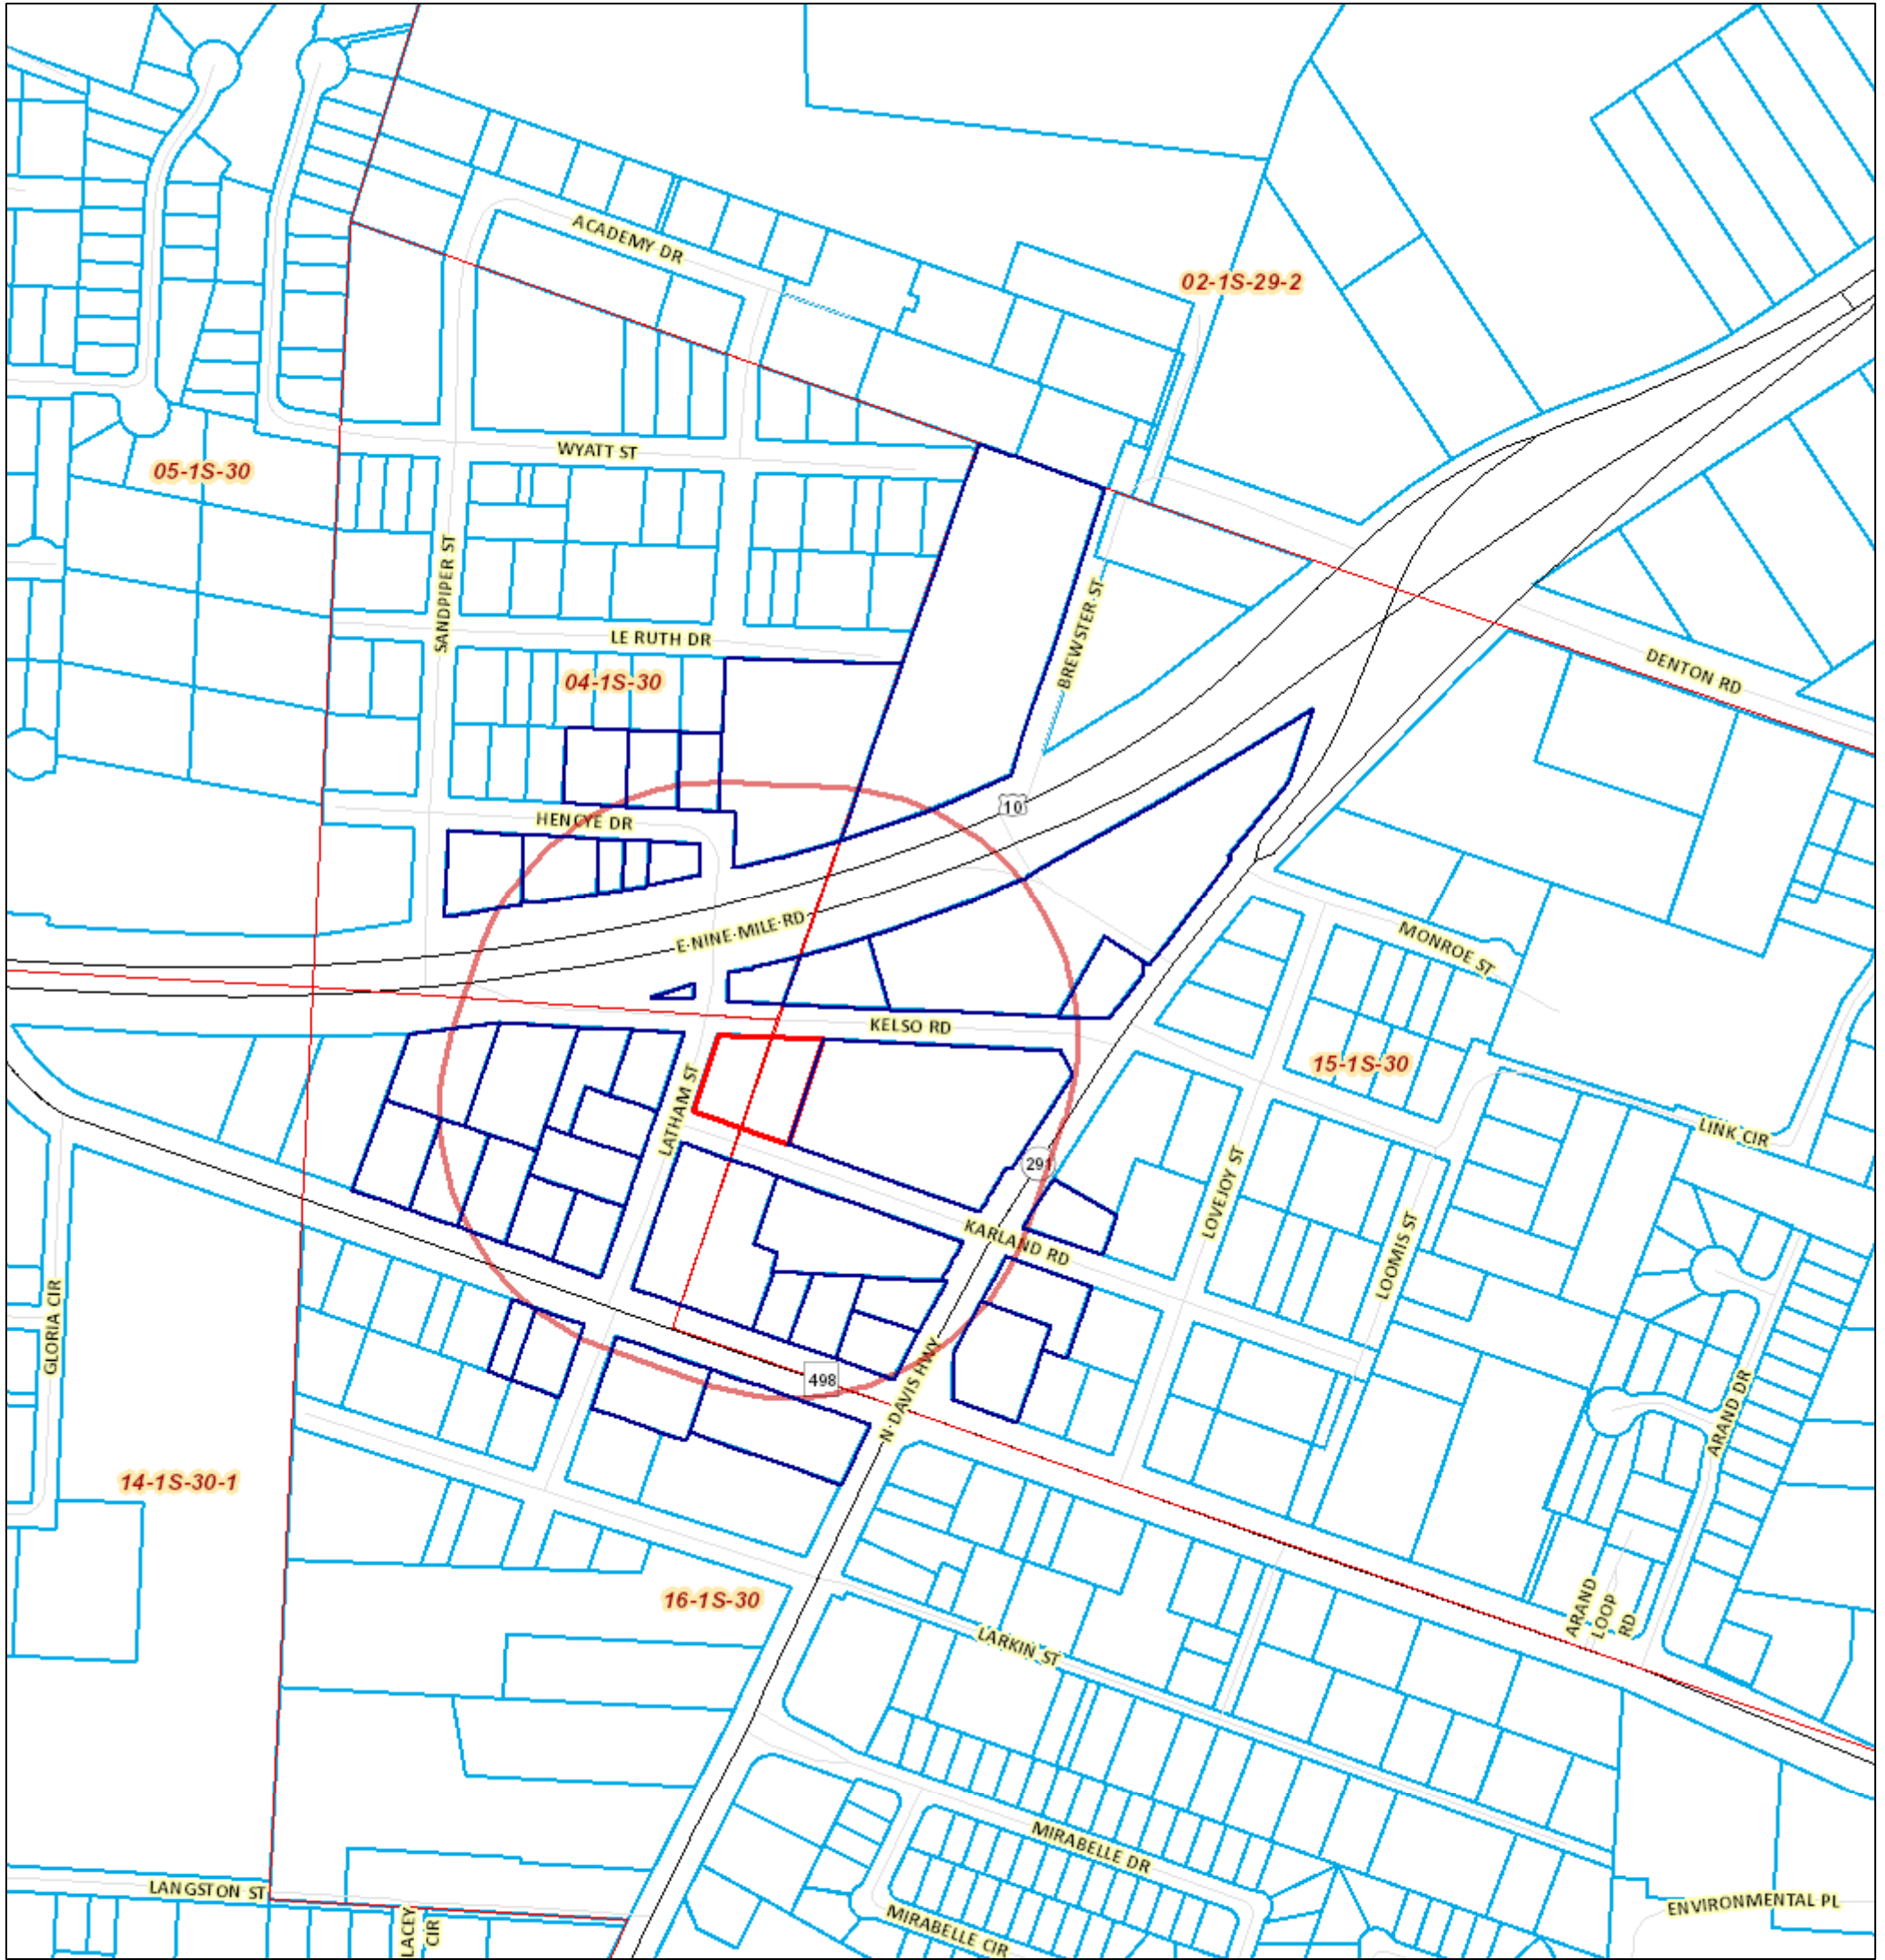 ACADEMY DR
02-1S-29-2
WYATT ST
05-1S-30
SANDPIPER ST
BREWSTER ST
LE RUTH DR
04-1S-30
DENTON RD
10
HENCYE DR
E NINE MILE RD
MONROE ST
KELSO RD
15-1S-30
LATHAM ST
LINK CIR
291
LOVEJOY ST
KARLAND RD
LOOMIS ST
GLORIA CIR
498
N DAVIS HWY
ARAND DR
14-1S-30-1
16-1S-30
ARAND
LOOP
RD
LARKIN ST
MIRABELLE DR
LANGSTON ST
ENVIRONMENTAL PL
LACEY
CIR
MIRABELLE CIR